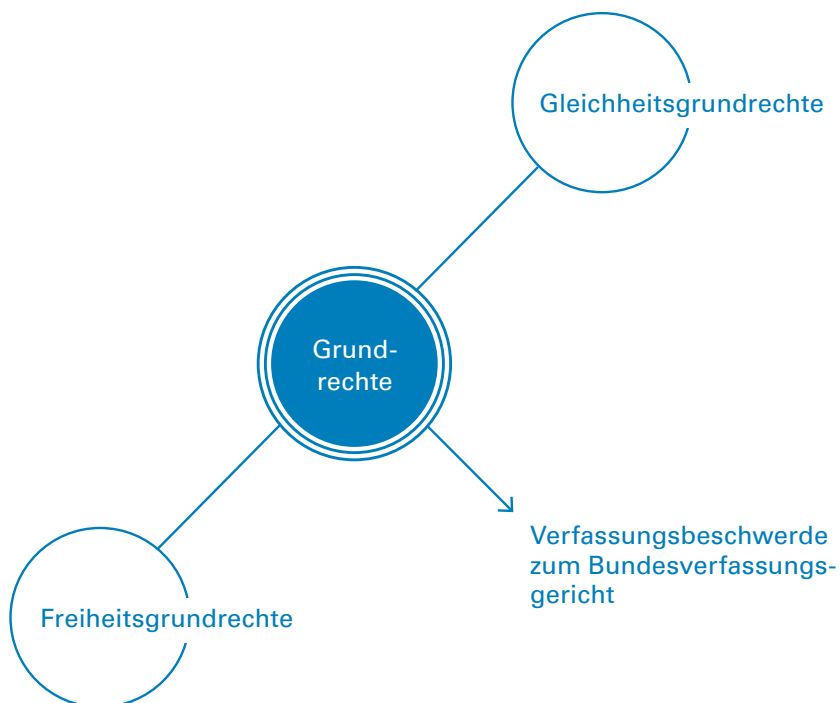 Gleichheitsgrundrechte
Grund-
rechte
Verfassungsbeschwerde
zum Bundesverfassungs-
gericht
Freiheitsgrundrechte